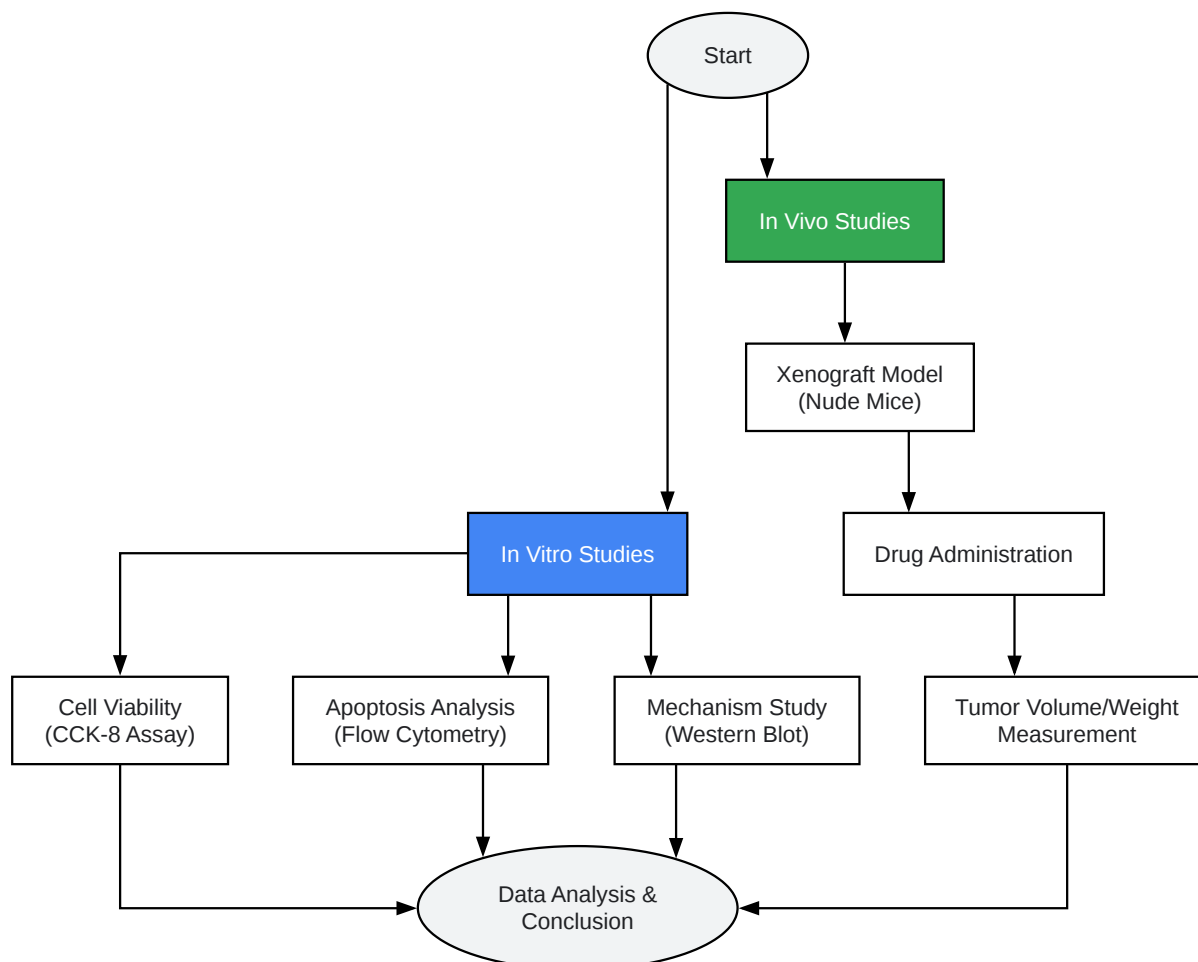 Start
In Vivo Studies
Xenograft Model
(Nude Mice)
In Vitro Studies
Drug Administration
Cell Viability
(CCK-8 Assay)
Apoptosis Analysis
(Flow Cytometry)
Mechanism Study
(Western Blot)
Tumor Volume/Weight
Measurement
Data Analysis &
Conclusion